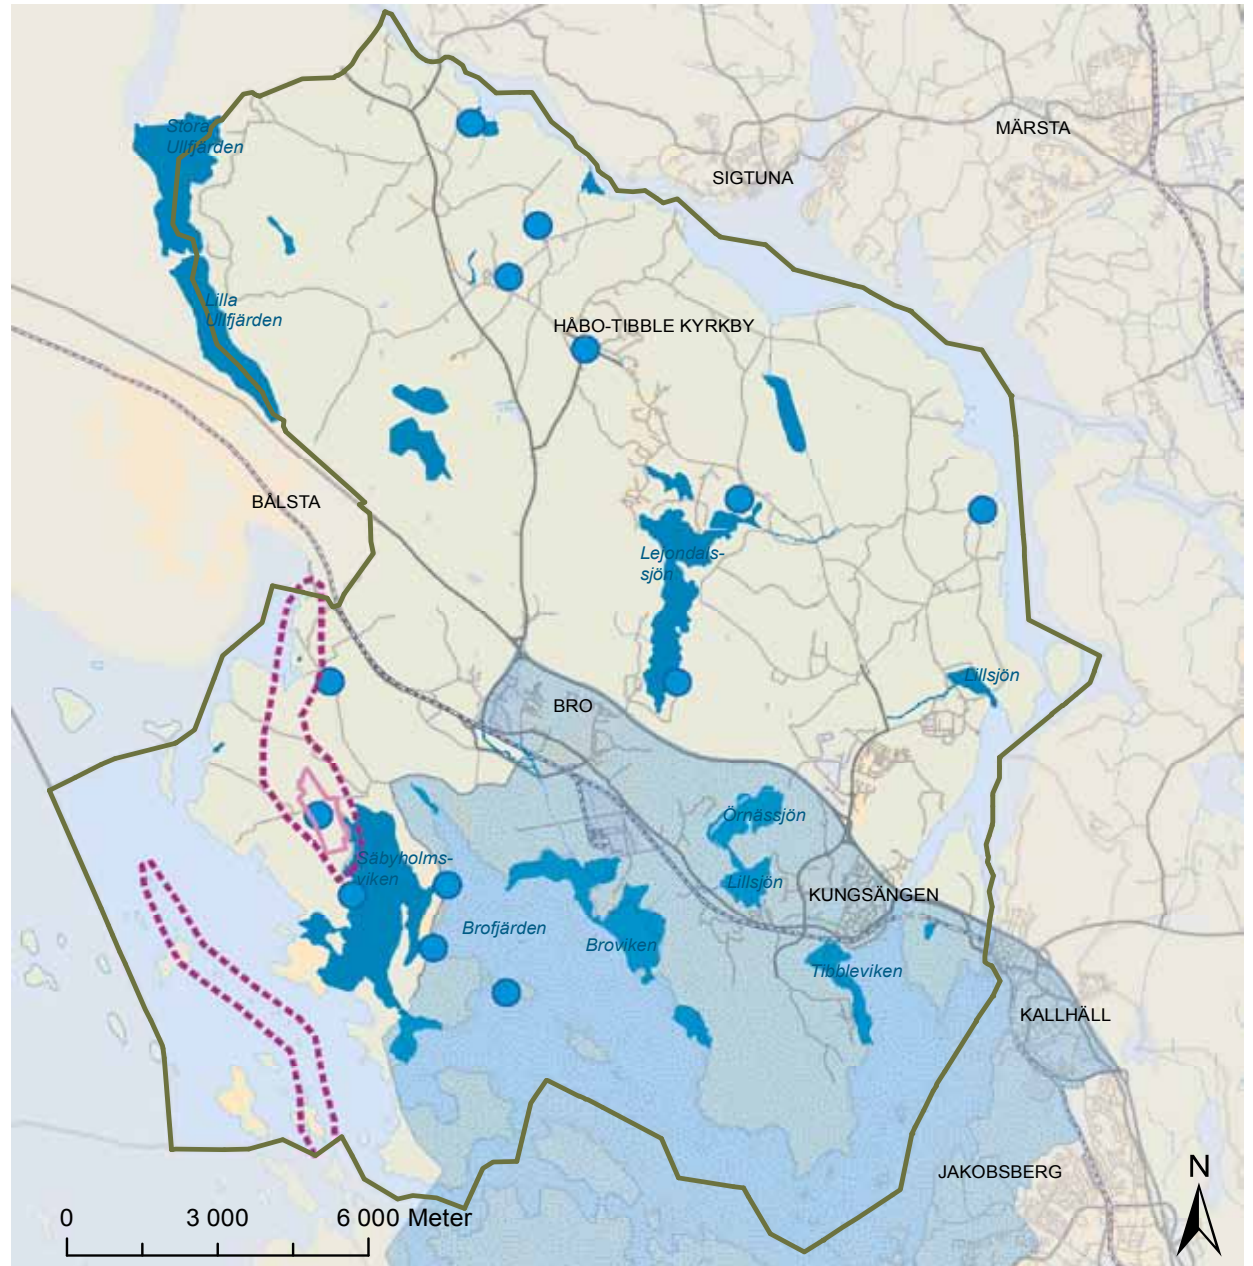 Stora
Ullfjärden
MÄRSTA
SIGTUNA
Lilla
Ullfjärden
HÅBO-TIBBLE KYRKBY
BÅLSTA
Lejondals-
sjön
Lillsjön
BRO
Örnässjön
Säbyholms-
viken
Lillsjön
KUNGSÄNGEN
Brofjärden
Broviken
Tibbleviken
KALLHÄLL
JAKOBSBERG
N
0 3 000 6 000 Meter